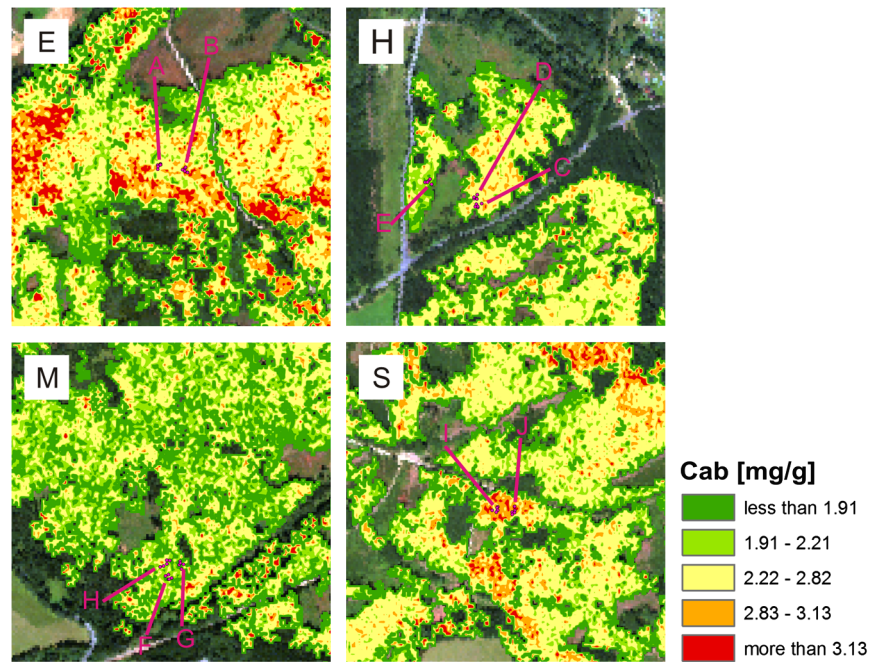 E
A
B
H
D
C
E
M
H
F
G
S
I
J
Cab [mg/g]
less than 1.91
1.91 - 2.21
2.22 - 2.82
2.83 - 3.13
more than 3.13